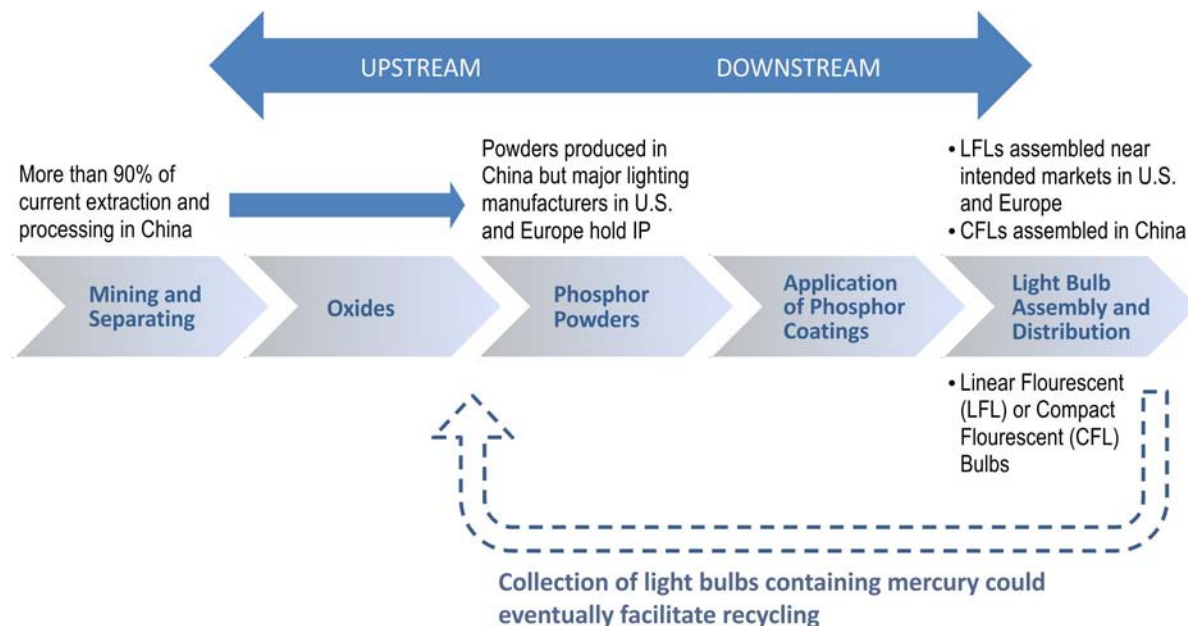 UPSTREAM
DOWNSTREAM
More than 90% of
current extraction and
processing in China
Powders produced in
China but major lighting
manufacturers in U.S.
and Europe hold IP
• LFLs assembled near
intended markets in U.S.
and Europe
• CFLs assembled in China
Mining and
Separating
Oxides
Phosphor
Powders
Application
of Phosphor
Coatings
Light Bulb
Assembly and
Distribution
• Linear Flourescent
(LFL) or Compact
Flourescent (CFL)
Bulbs
Collection of light bulbs containing mercury could
eventually facilitate recycling